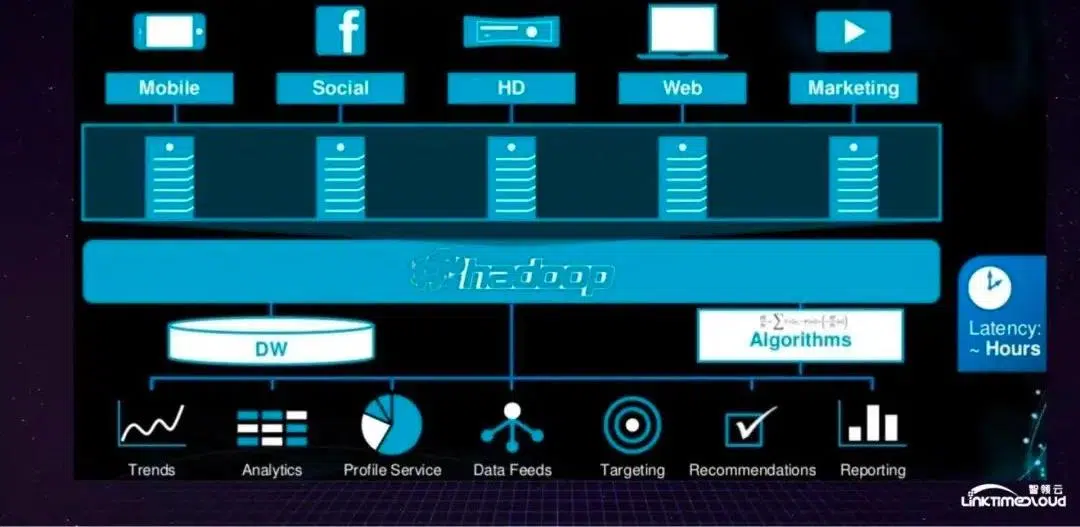 Mobile
Social
HD
Web
Marketing
hadoop
DW
Algorithms
Latency:
~ Hours
Trends
Analytics
Profile Service
Data Feeds
Targeting
Recommendations
Reporting
智领云
LINKTIMECLOUD